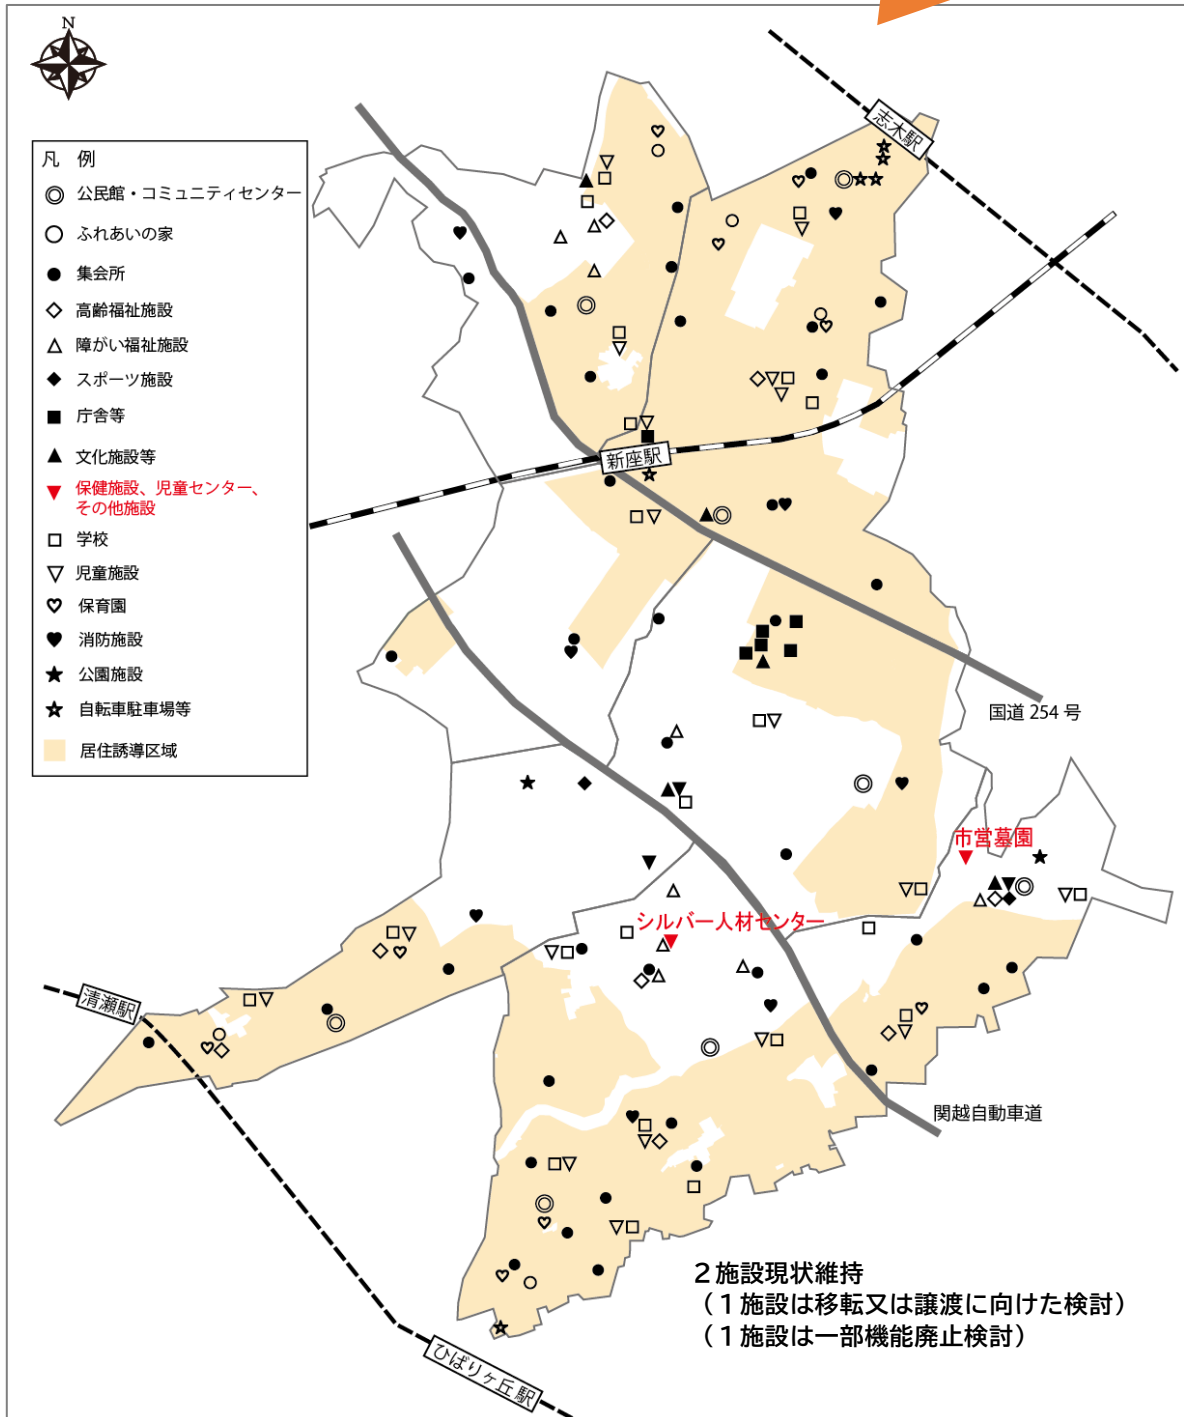 N
志木駅
凡 例
公民館・コミュニティセンター
ふれあいの家
集会所
高齢福祉施設
障がい福祉施設
スポーツ施設
庁舎等
文化施設等
保健施設、児童センター、
その他施設
学校
児童施設
保育園
消防施設
公園施設
自転車駐車場等
居住誘導区域
新座駅
国道 254 号
市営墓園
シルバー人材センター
清瀬駅
関越自動車道
2施設現状維持
(1施設は移転又は譲渡に向けた検討)
(1施設は一部機能廃止検討)
ひばりヶ丘駅